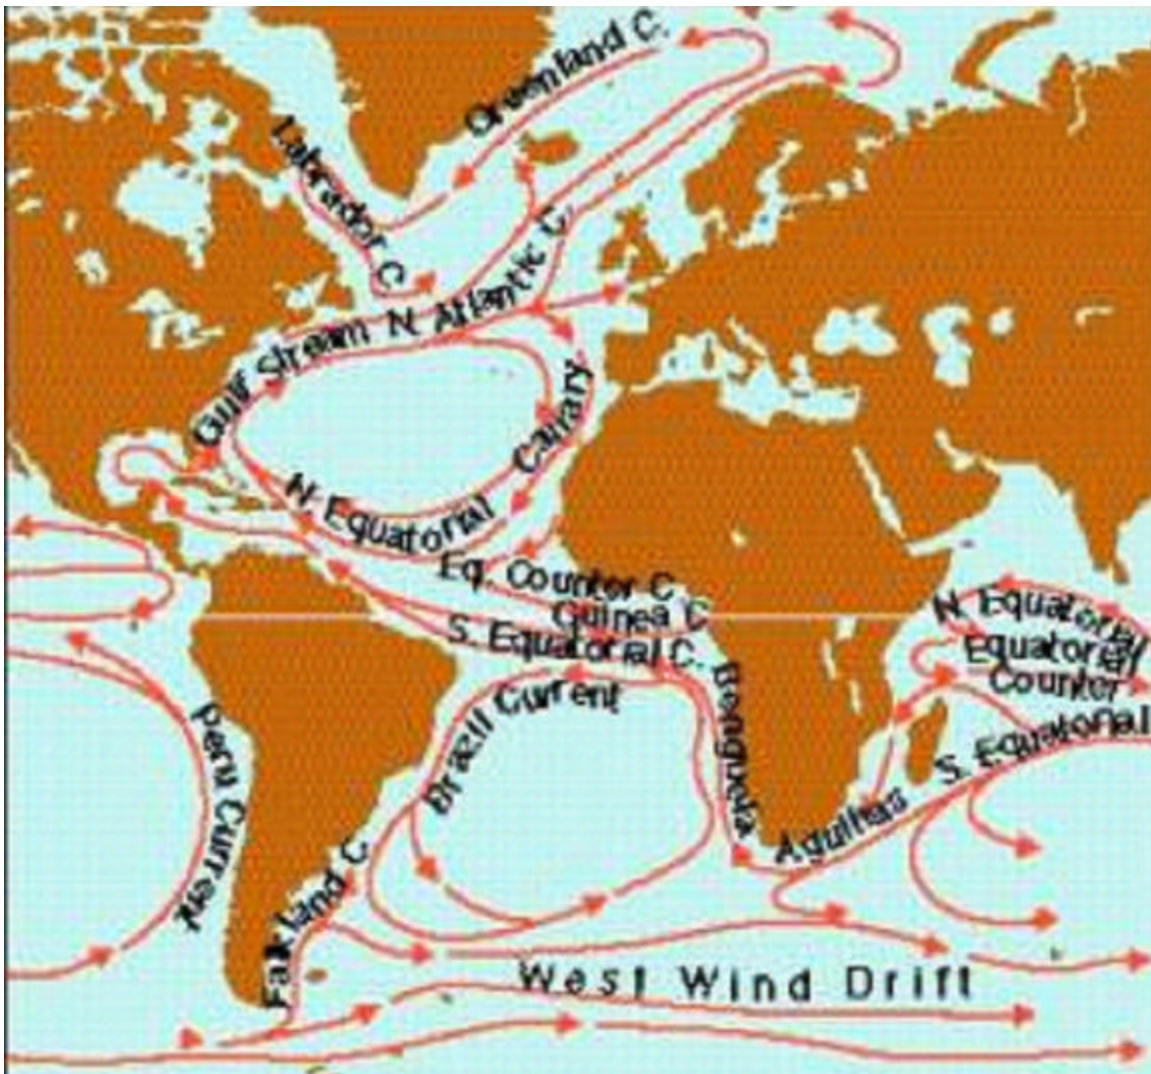 Greenland C.
Labrador C.
Gulf Stream N. Atlantic C.
Canary
N. Equatorial
Eq. Counter C.
Guinea C
S. Equatorial C.
N. Equatorial
Equatorial
Counter
S. Equatorial
Benguela
Brazil Current
Peru Current
Agulhas
Falkland C.
West Wind Drift